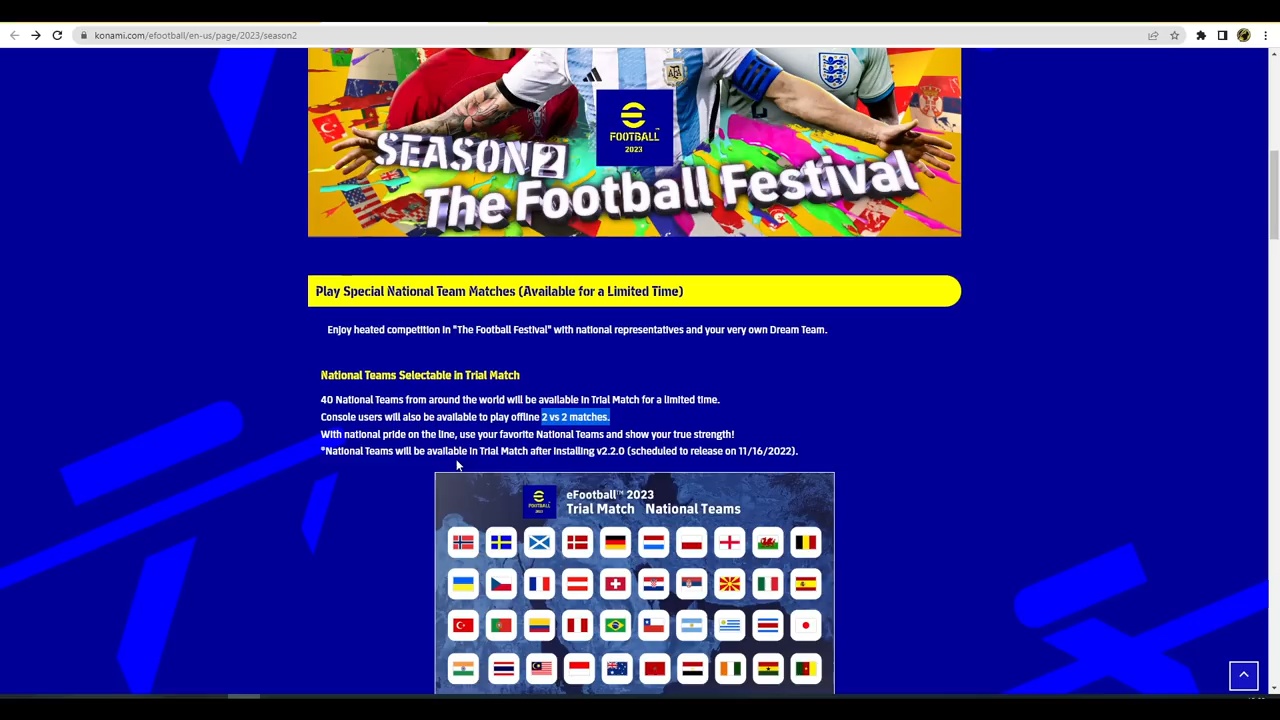 konami.com/efootball/en-us/page/2023/season2
AFA
FOOTBALL
2023
SEASON 2
The Football Festival
Play Special National Team Matches (Available for a Limited Time)
Enjoy heated competition in "The Football Festival" with national representatives and your very own Dream Team.
National Teams Selectable in Trial Match
40 National Teams from around the world will be available in Trial Match for a limited time.
Console users will also be available to play offline 2 vs 2 matches.
With national pride on the line, use your favorite National Teams and show your true strength!
*National Teams will be available in Trial Match after installing v2.2.0 (scheduled to release on 11/16/2022).
FOOTBALL
2023
eFootball™ 2023
Trial Match National Teams